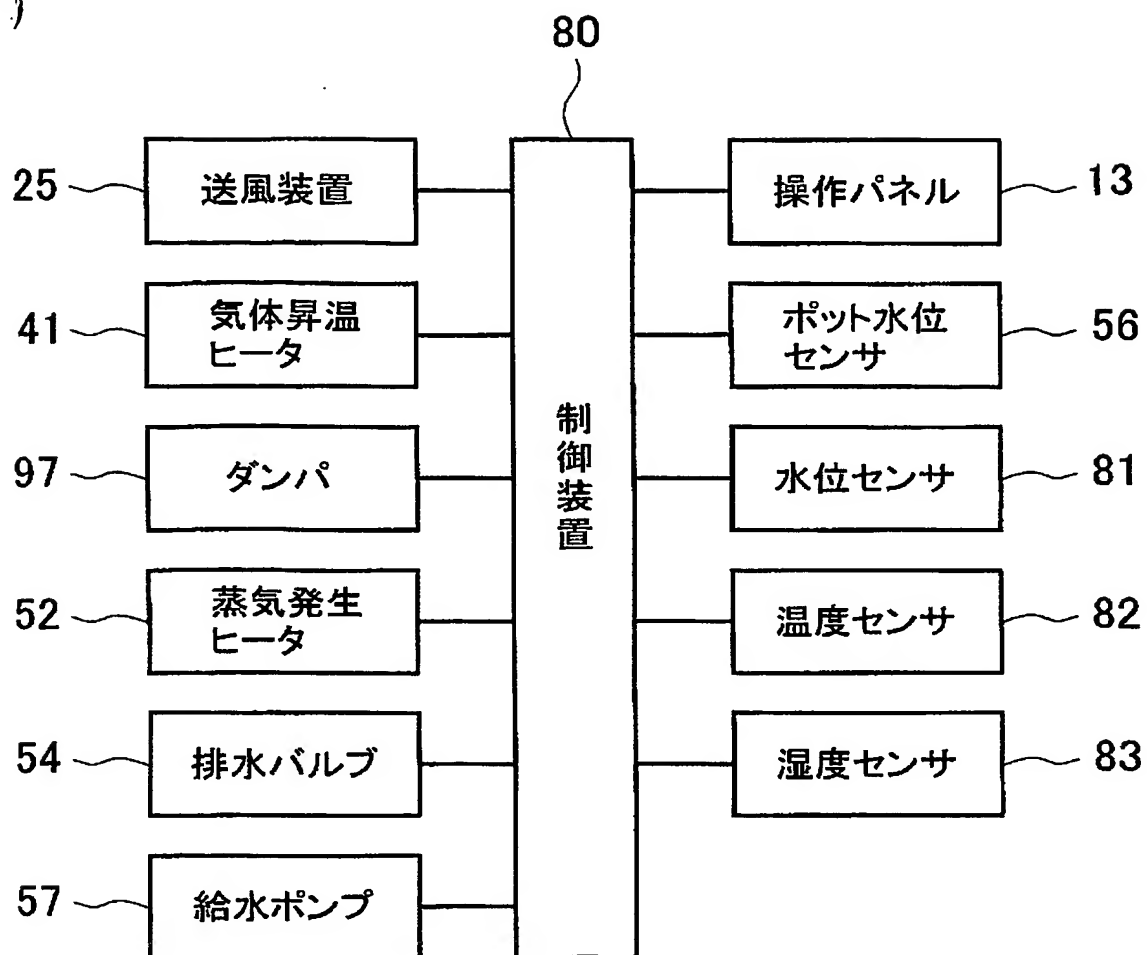 80
25
送風装置
操作パネル
13
41
気体昇温
ヒータ
ポット水位
センサ
56
97
ダンパ
制御装置
水位センサ
81
52
蒸気発生
ヒータ
温度センサ
82
54
排水バルブ
湿度センサ
83
57
給水ポンプ